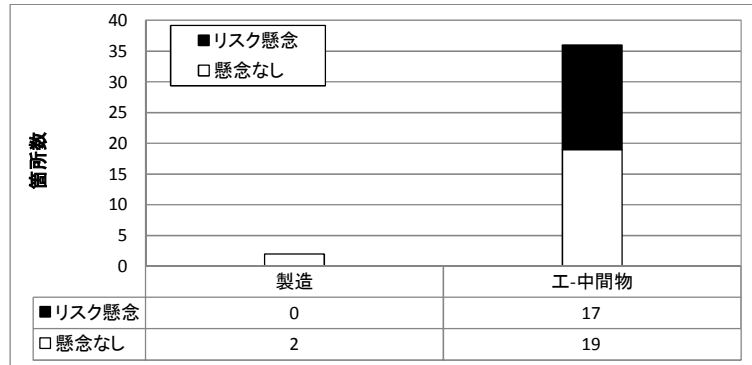 40
35
30
25
20
15
10
5
0
箇所数
■リスク懸念
□懸念なし
製造 工-中間物
■リスク懸念 0 17
□懸念なし 2 19